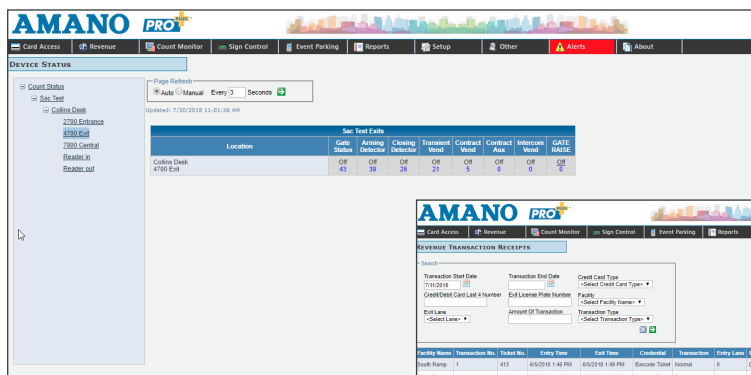 AMANO PRO PLUS
Card Access Revenue Count Monitor Sign Control Event Parking Reports Setup Other Alerts About
DEVICE STATUS
Count Status
Sac Test
Collins Desk
2700 Entrance
4700 Exit
7800 Central
Reader in
Reader out
Page Refresh
Auto Manual Every 3 Seconds
Updated: 7/30/2018 11:01:36 AM
Sac Test Exits
Location Gate Status Arming Detector Closing Detector Transient Vend Contract Vend Contract Aux Intercom Vend GATE RAISE
Collins Desk Off Off Off Off Off Off Off Off
4700 Exit 43 39 26 21 5 0 0 0
AMANO PRO PLUS
Card Access Revenue Count Monitor Sign Control Event Parking Reports
REVENUE TRANSACTION RECEIPTS
Search
Transaction Start Date Transaction End Date Credit Card Type
7/11/2018 <Select Credit Card Type>
Credit/Debit Card Last 4 Number Exit License Plate Number Facility
<Select Facility Name>
Exit Lane Amount Of Transaction Transaction Type
<Select Lane> <Select Transaction Type>
Facility Name Transaction No. Ticket No. Entry Time Exit Time Credential Transaction Entry Lane
South Ramp 1 413 6/5/2018 1:46 PM 6/5/2018 1:49 PM Barcode Ticket Normal 0